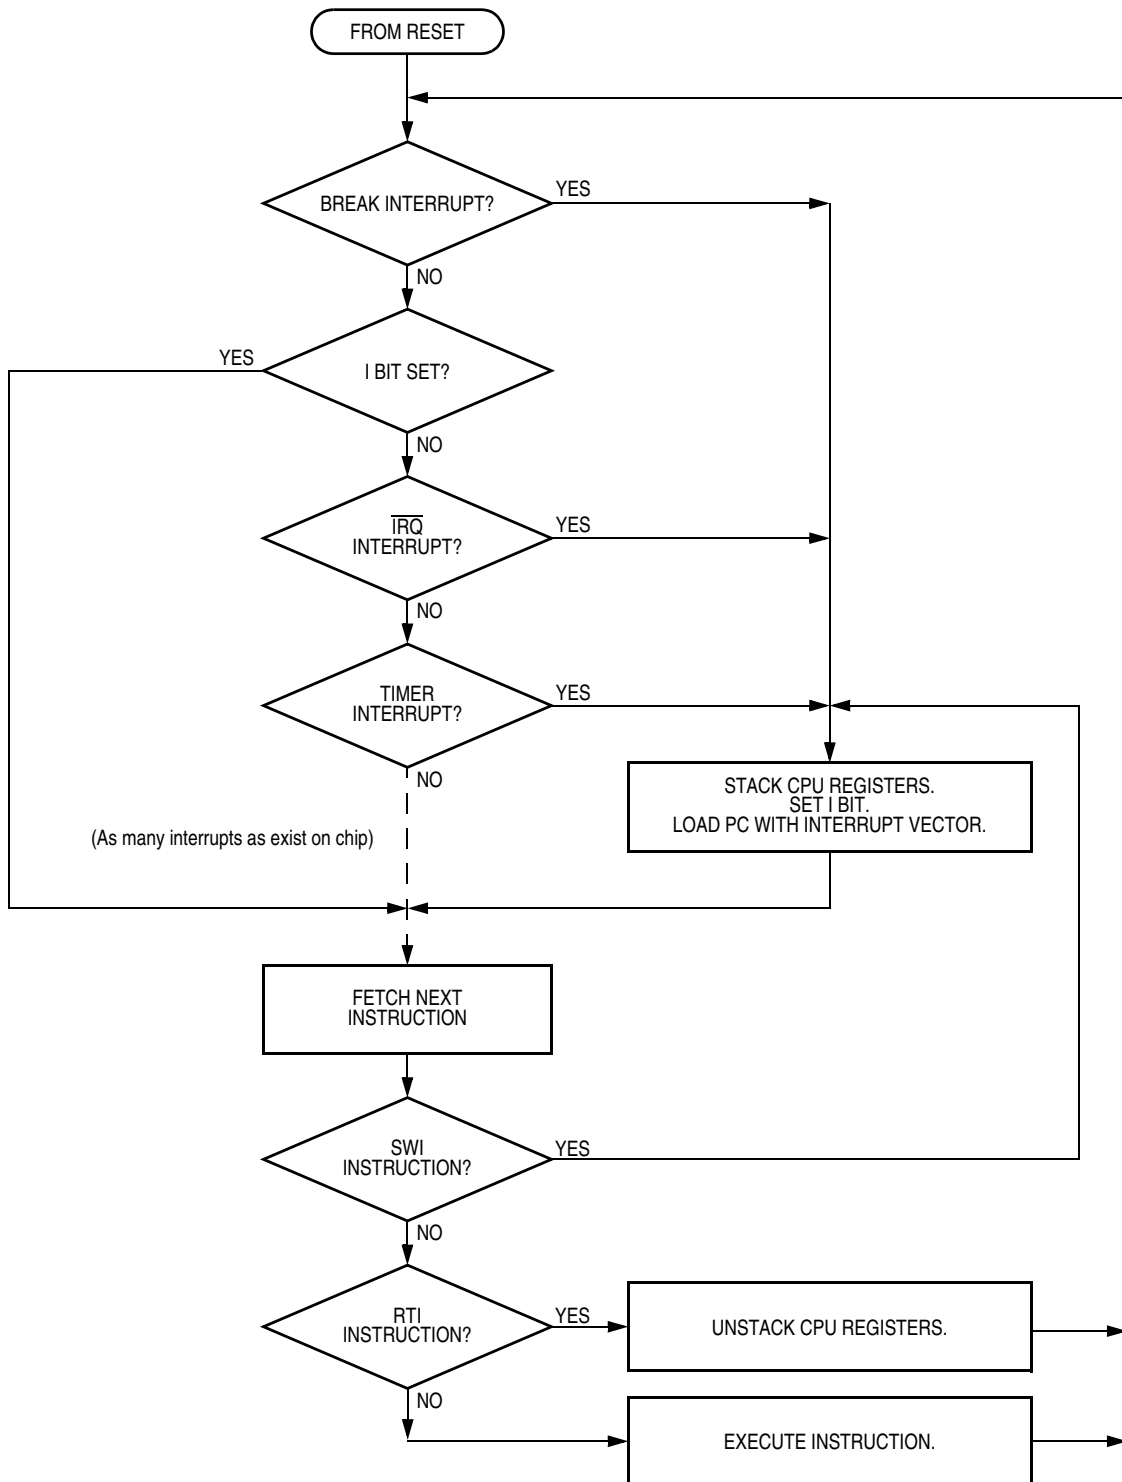 FROM RESET
BREAK INTERRUPT?
YES
NO
I BIT SET?
YES
NO
IRQ
INTERRUPT?
YES
NO
TIMER
INTERRUPT?
YES
NO
STACK CPU REGISTERS.
SET I BIT.
LOAD PC WITH INTERRUPT VECTOR.
(As many interrupts as exist on chip)
FETCH NEXT
INSTRUCTION
SWI
INSTRUCTION?
YES
NO
RTI
INSTRUCTION?
YES
UNSTACK CPU REGISTERS.
NO
EXECUTE INSTRUCTION.